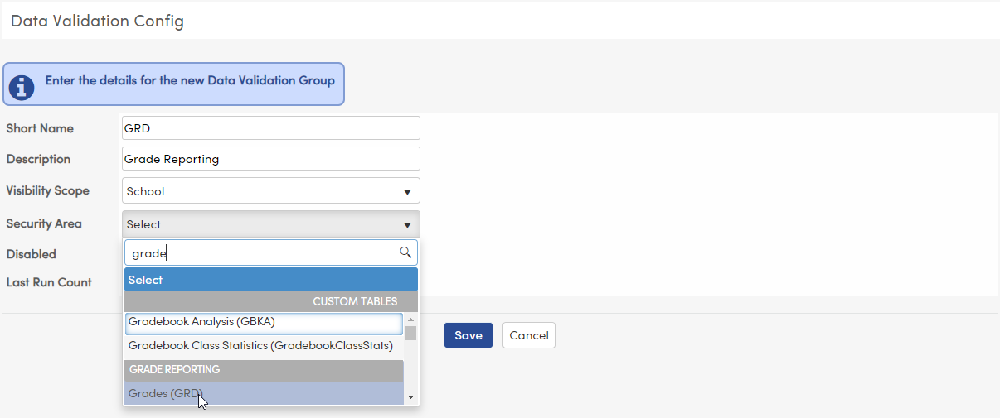 Data Validation Config
Enter the details for the new Data Validation Group
Short Name
GRD
Description
Grade Reporting
Visibility Scope
School
Security Area
Select
Disabled
grade
Select
Last Run Count
CUSTOM TABLES
Gradebook Analysis (GBKA)
Gradebook Class Statistics (GradebookClassStats)
GRADE REPORTING
Grades (GRD)
Save
Cancel